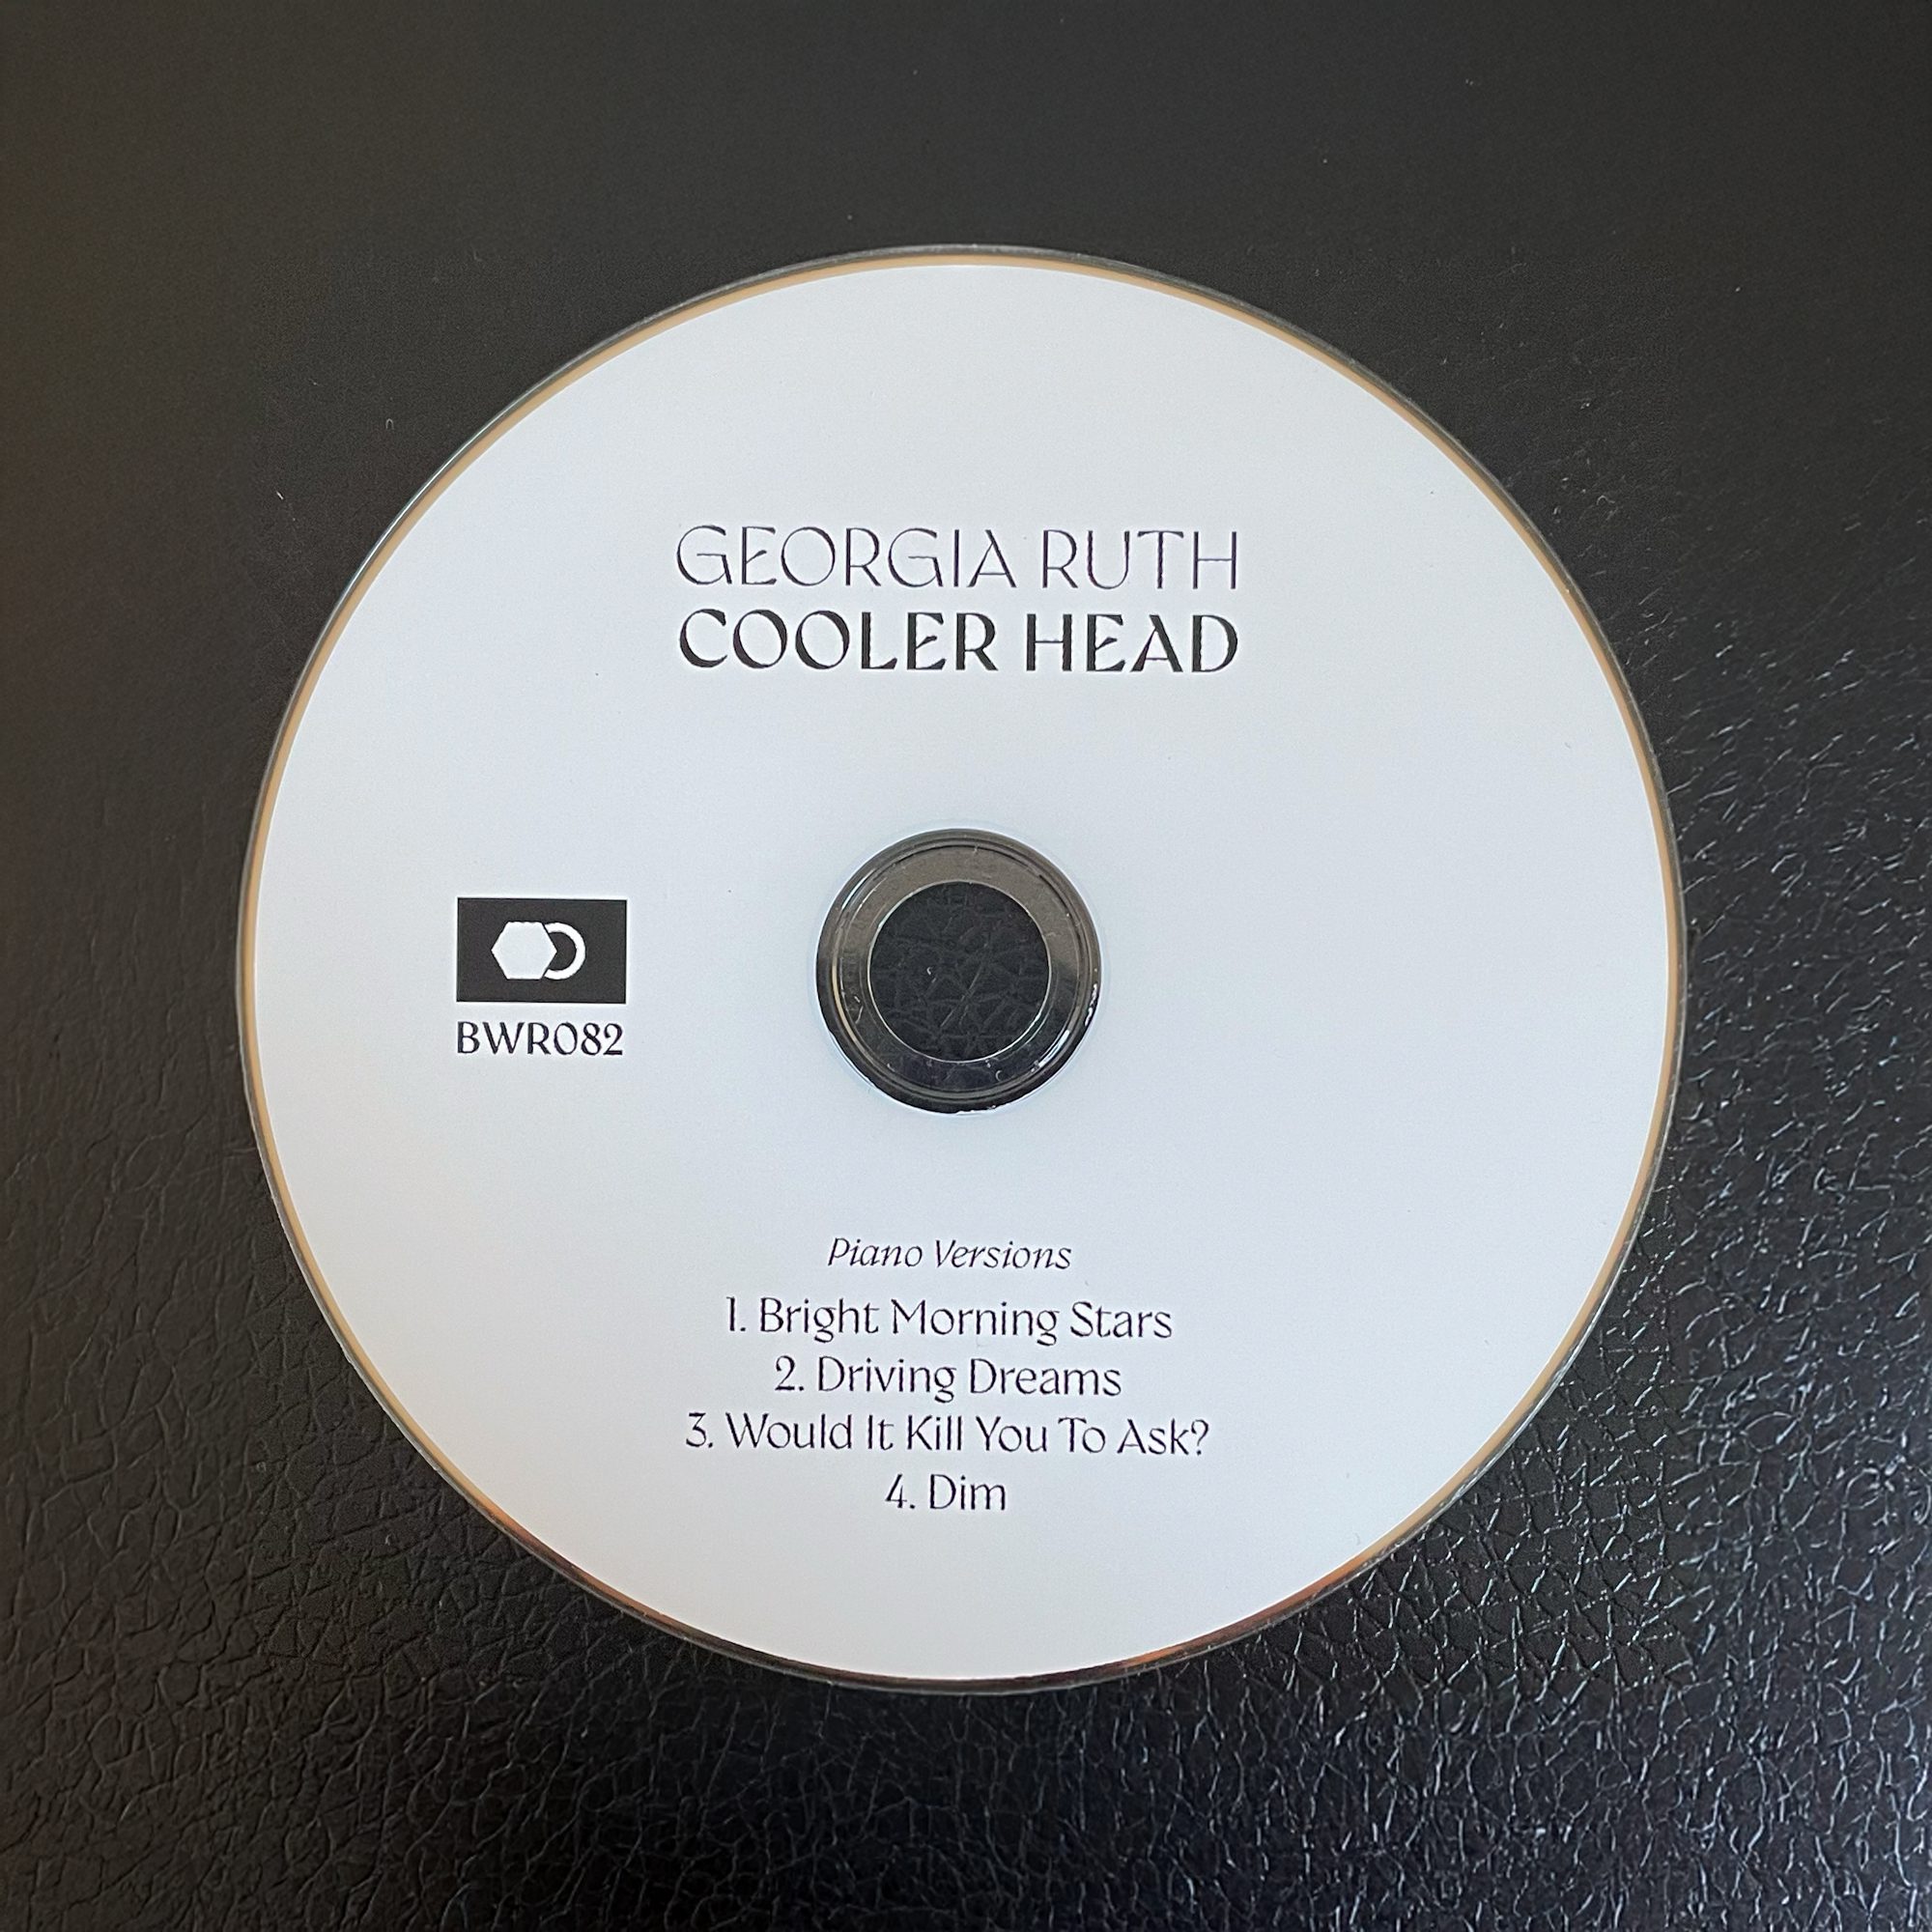 GEORGIA RUTH
COOLER HEAD
BWR082
Piano Versions
1. Bright Morning Stars
2. Driving Dreams
3. Would It Kill You To Ask?
4. Dim